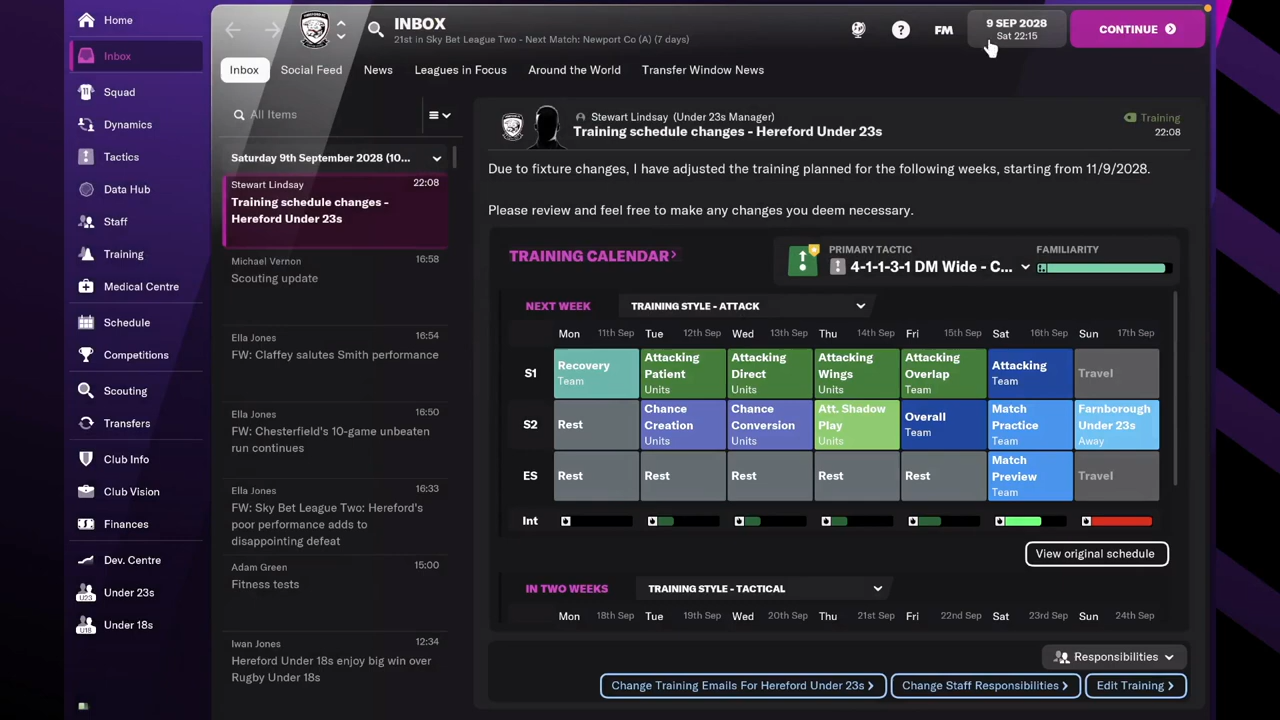 Home
Inbox
Squad
Dynamics
Tactics
Data Hub
Staff
Training
Medical Centre
Schedule
Competitions
Scouting
Transfers
Club Info
Club Vision
Finances
Dev. Centre
U23 Under 23s
U18 Under 18s
INBOX
21st in Sky Bet League Two - Next Match: Newport Co (A) (7 days)
?
FM
9 SEP 2028
Sat 22:15
CONTINUE
Inbox Social Feed News Leagues in Focus Around the World Transfer Window News
All Items
Saturday 9th September 2028 (10...
Stewart Lindsay 22:08
Training schedule changes -
Hereford Under 23s
Michael Vernon 16:58
Scouting update
Ella Jones 16:54
FW: Claffey salutes Smith performance
Ella Jones 16:50
FW: Chesterfield's 10-game unbeaten
run continues
Ella Jones 16:33
FW: Sky Bet League Two: Hereford's
poor performance adds to
disappointing defeat
Adam Green 15:00
Fitness tests
Iwan Jones 12:34
Hereford Under 18s enjoy big win over
Rugby Under 18s
Stewart Lindsay (Under 23s Manager)
Training schedule changes - Hereford Under 23s
Training
22:08
Due to fixture changes, I have adjusted the training planned for the following weeks, starting from 11/9/2028.
Please review and feel free to make any changes you deem necessary.
TRAINING CALENDAR
PRIMARY TACTIC
4-1-1-3-1 DM Wide - C...
FAMILIARITY
NEXT WEEK TRAINING STYLE - ATTACK
Mon 11th Sep Tue 12th Sep Wed 13th Sep Thu 14th Sep Fri 15th Sep Sat 16th Sep Sun 17th Sep
S1
Recovery
Team
Attacking
Patient
Units
Attacking
Direct
Units
Attacking
Wings
Units
Attacking
Overlap
Team
Attacking
Team
Travel
S2
Rest
Chance
Creation
Units
Chance
Conversion
Units
Att. Shadow
Play
Units
Overall
Team
Match
Practice
Team
Farnborough
Under 23s
Away
ES
Rest
Rest
Rest
Rest
Rest
Match
Preview
Team
Travel
Int
View original schedule
IN TWO WEEKS TRAINING STYLE - TACTICAL
Mon 18th Sep Tue 19th Sep Wed 20th Sep Thu 21st Sep Fri 22nd Sep Sat 23rd Sep Sun 24th Sep
Responsibilities
Change Training Emails For Hereford Under 23s
Change Staff Responsibilities
Edit Training